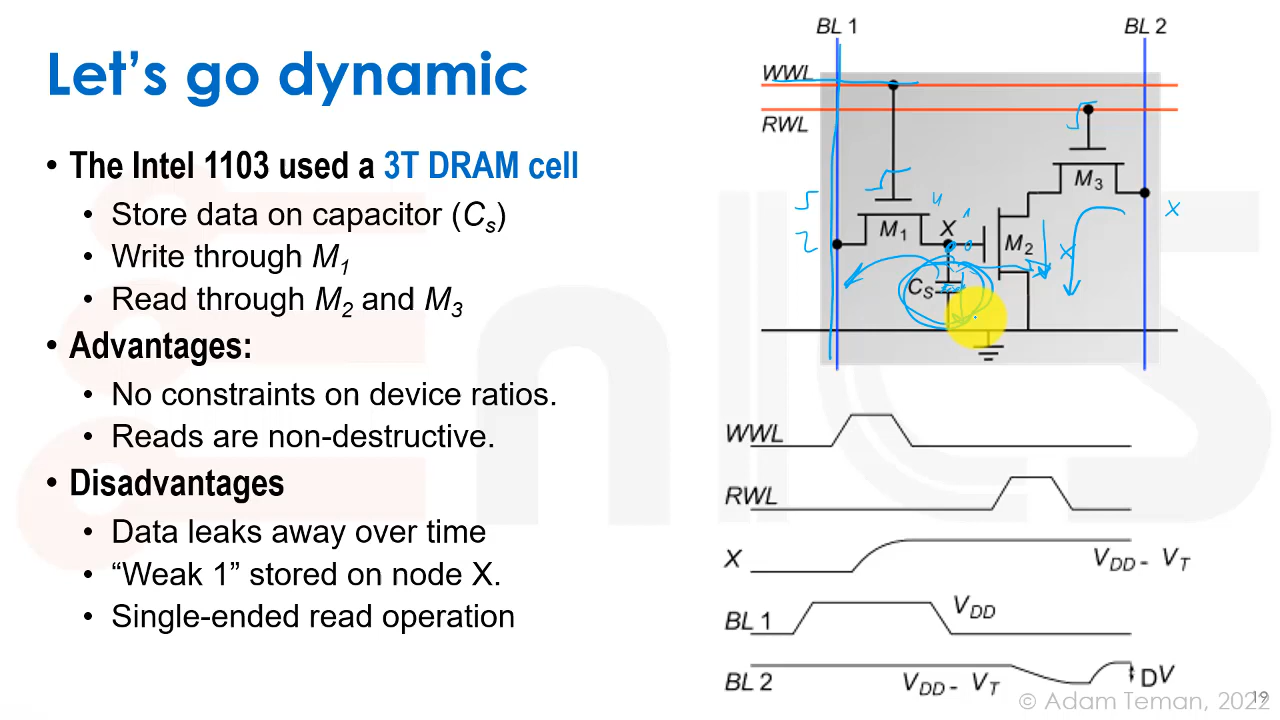 Let's go dynamic
• The Intel 1103 used a 3T DRAM cell
• Store data on capacitor (Cs)
• Write through M1
• Read through M2 and M3
• Advantages:
• No constraints on device ratios.
• Reads are non-destructive.
• Disadvantages
• Data leaks away over time
• “Weak 1” stored on node X.
• Single-ended read operation
BL 1
BL 2
WWL
RWL
M3
M1
X
M2
CS
X
X
WWL
RWL
X
VDD - VT
BL 1
VDD
BL 2
VDD - VT
DV
© Adam Teman, 2022
19